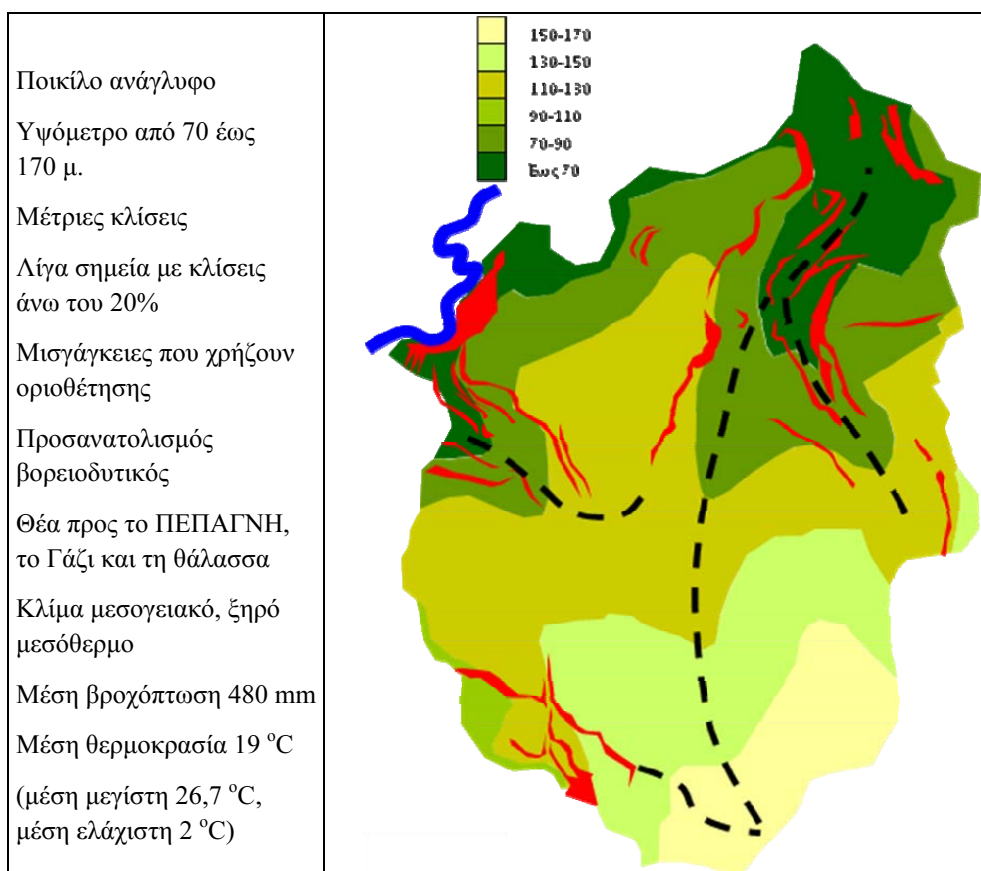 Ποικίλο ανάγλυφο
Υψόμετρο από 70 έως
170 μ.
Μέτριες κλίσεις
Λίγα σημεία με κλίσεις
άνω του 20%
Μισγάγκειες που χρήζουν
οριοθέτησης
Προσανατολισμός
βορειοδυτικός
Θέα προς το ΠΕΠΑΓΝΗ,
το Γάζι και τη θάλασσα
Κλίμα μεσογειακό, ξηρό
μεσόθερμο
Μέση βροχόπτωση 480 mm
Μέση θερμοκρασία 19 °C
(μέση μεγίστη 26,7 °C,
μέση ελάχιστη 2 °C)
150-170
130-150
110-130
90-110
70-90
Έως 70